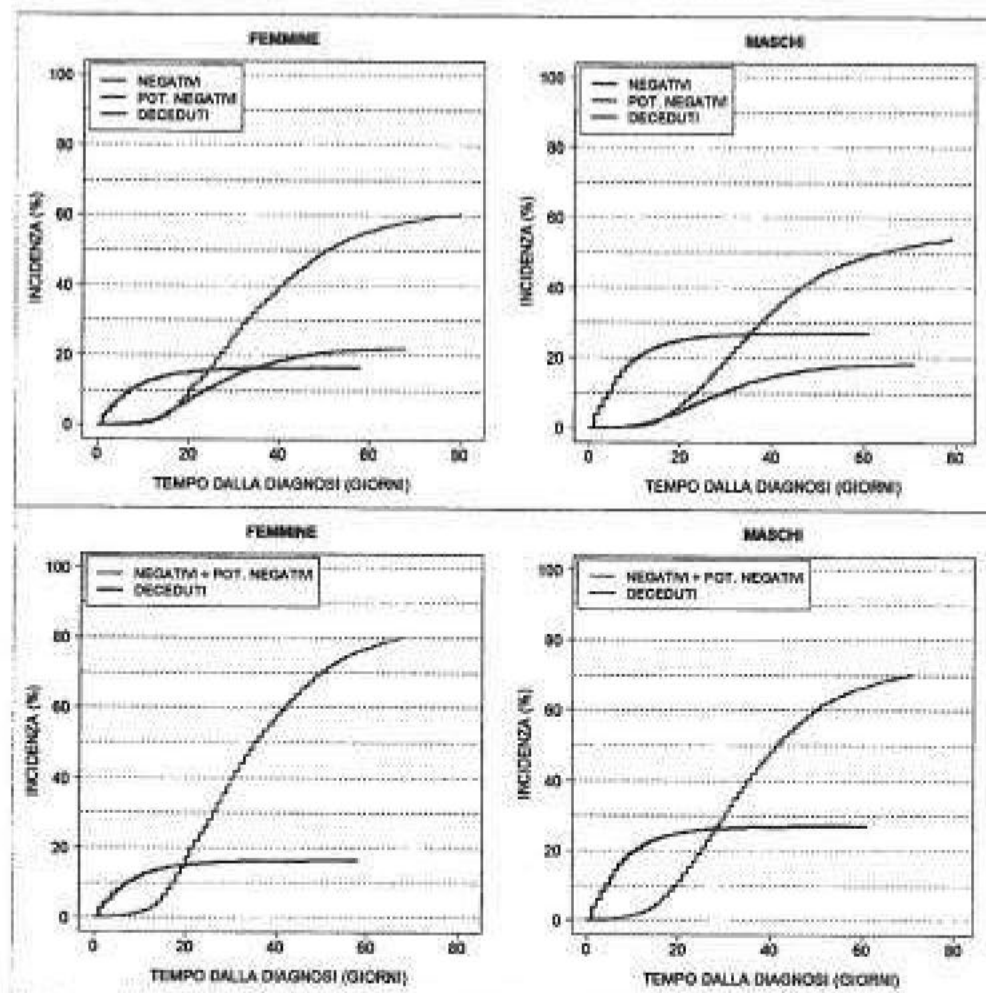 FEMMINE
NEGATIVI
POT. NEGATIVI
DECEDUTI
INCIDENZA (%)
100
80
60
40
20
0
0 20 40 60 80
TEMPO DALLA DIAGNOSI (GIORNI)
MASCHI
NEGATIVI
POT. NEGATIVI
DECEDUTI
INCIDENZA (%)
100
80
60
40
20
0
0 20 40 60 80
TEMPO DALLA DIAGNOSI (GIORNI)
FEMMINE
NEGATIVI + POT. NEGATIVI
DECEDUTI
INCIDENZA (%)
100
80
60
40
20
0
0 20 40 60 80
TEMPO DALLA DIAGNOSI (GIORNI)
MASCHI
NEGATIVI + POT. NEGATIVI
DECEDUTI
INCIDENZA (%)
100
80
60
40
20
0
0 20 40 60 80
TEMPO DALLA DIAGNOSI (GIORNI)